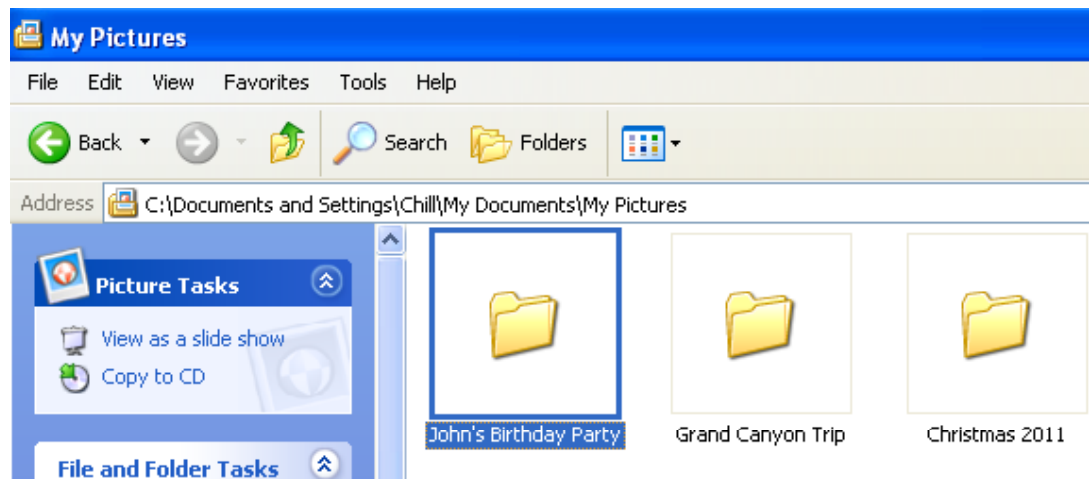 My Pictures
File Edit View Favorites Tools Help
Back Search Folders
Address C:\Documents and Settings\Chill\My Documents\My Pictures
Picture Tasks
View as a slide show
Copy to CD
File and Folder Tasks
John's Birthday Party Grand Canyon Trip Christmas 2011